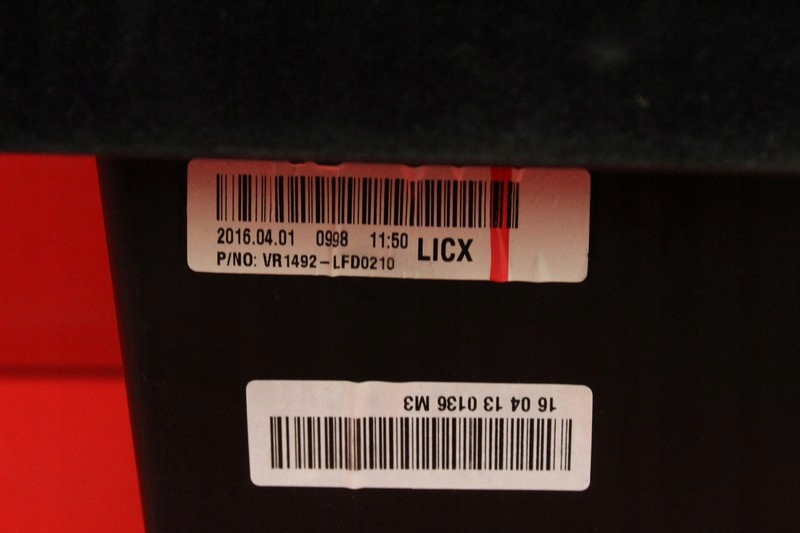 2016.04.01 0998 11:50 LICX
P/NO: VR1492-LFD0210
16 04 13 0136 M3